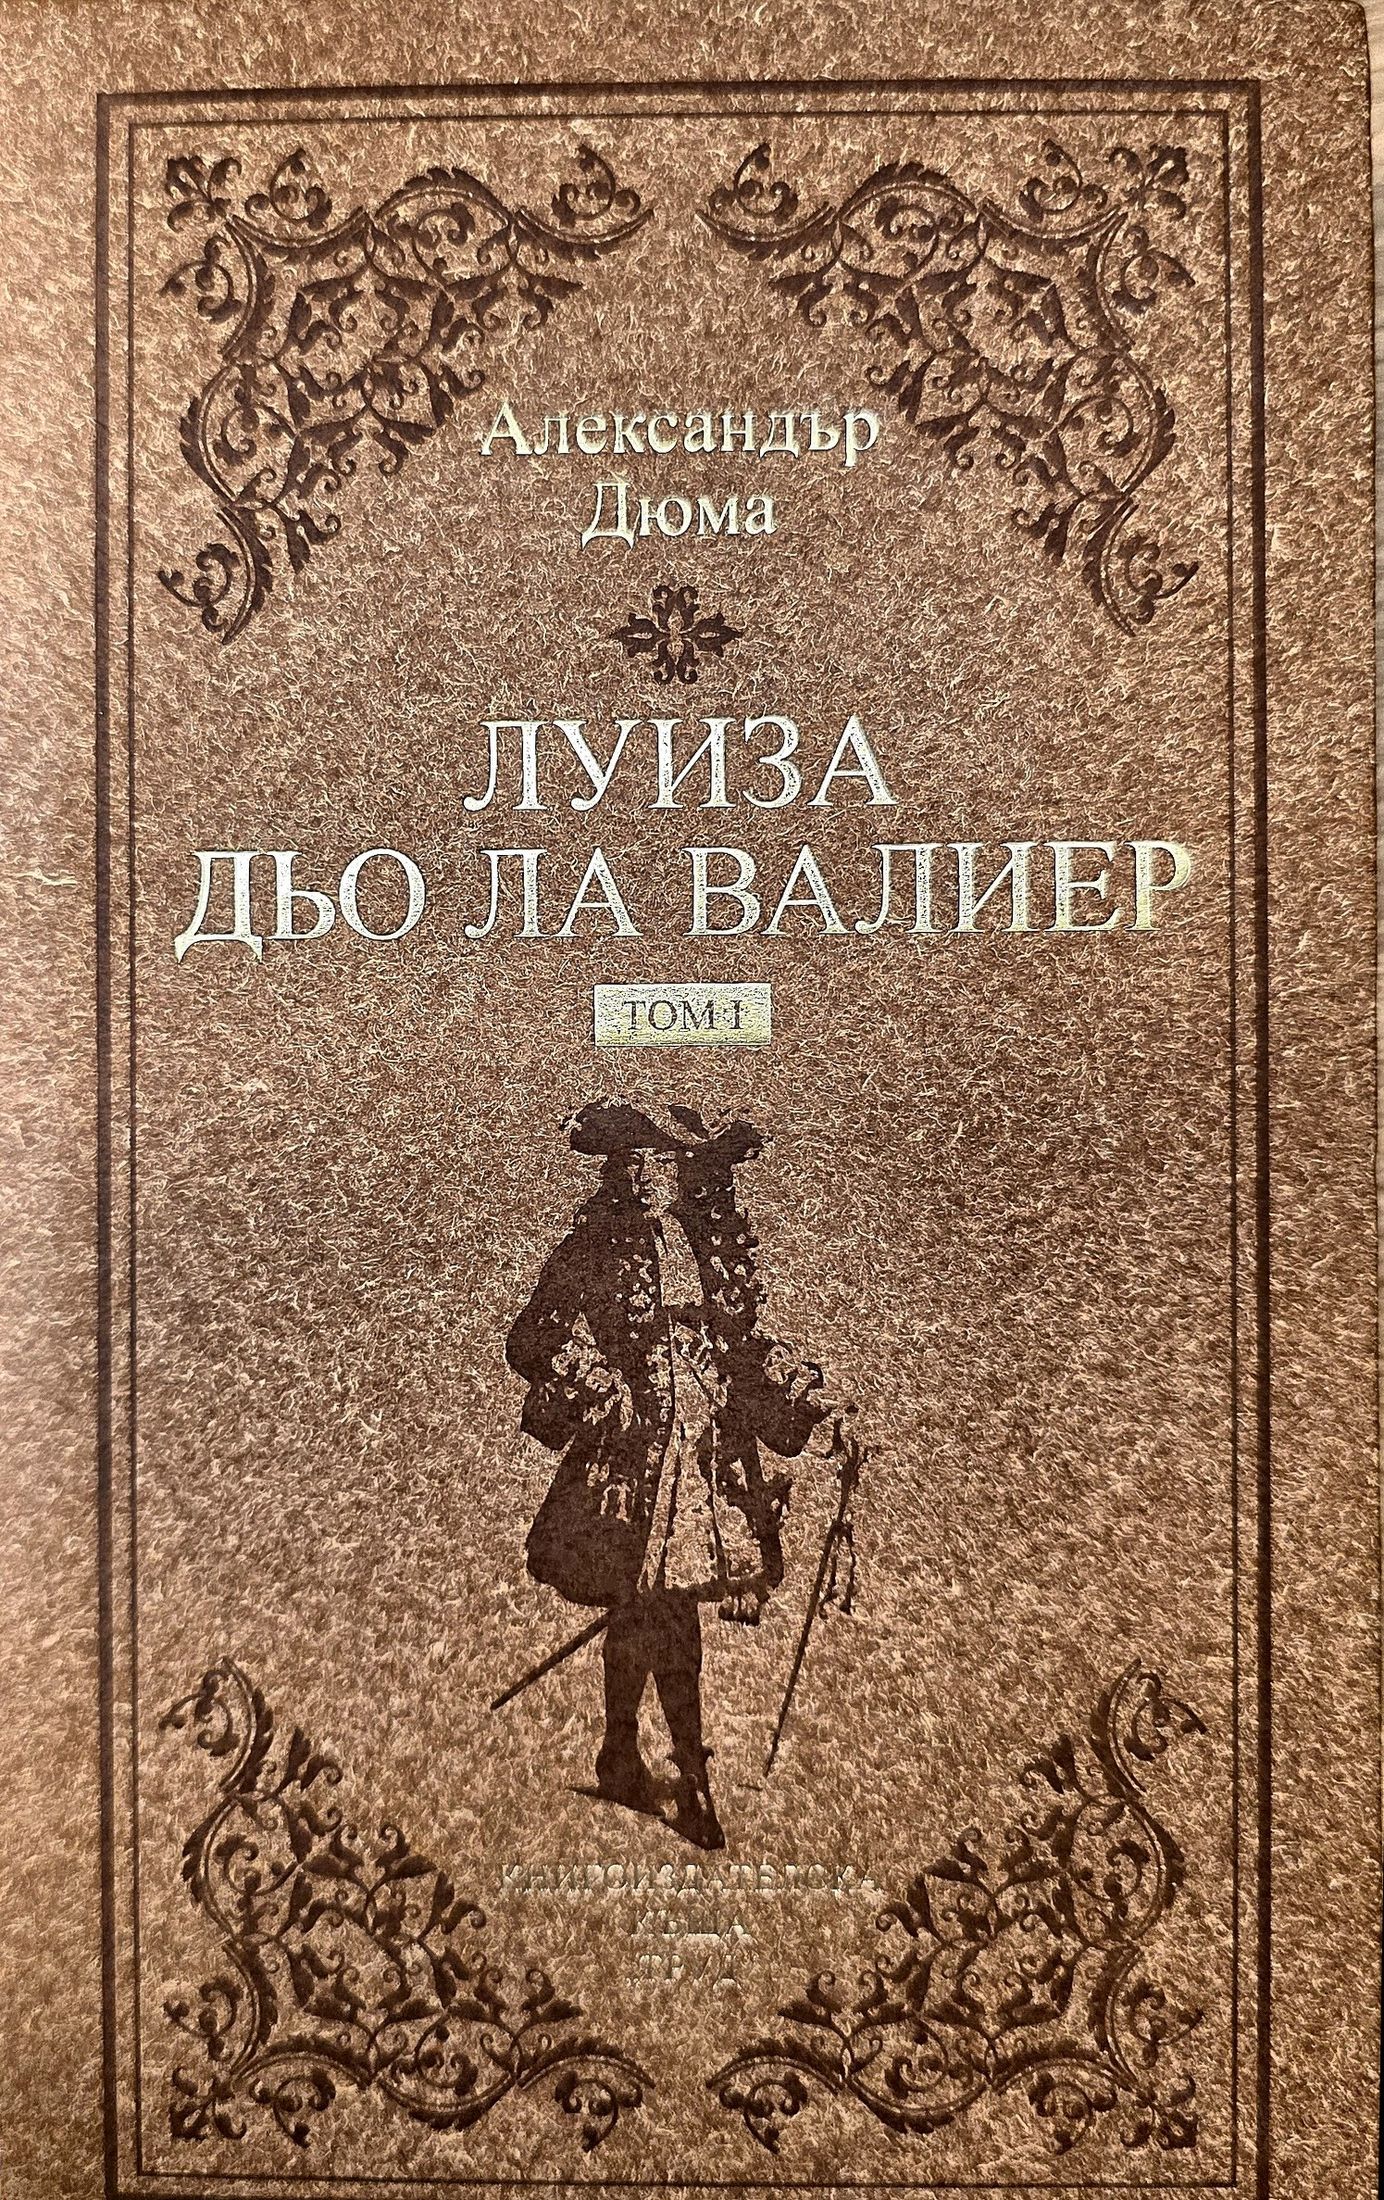 Александър
Дюма
ЛУИЗА
ДЬО ЛА ВАЛИЕР
ТОМ I
КНИГОИЗДАТЕЛСКА
КЪЩА
„ТРУД“